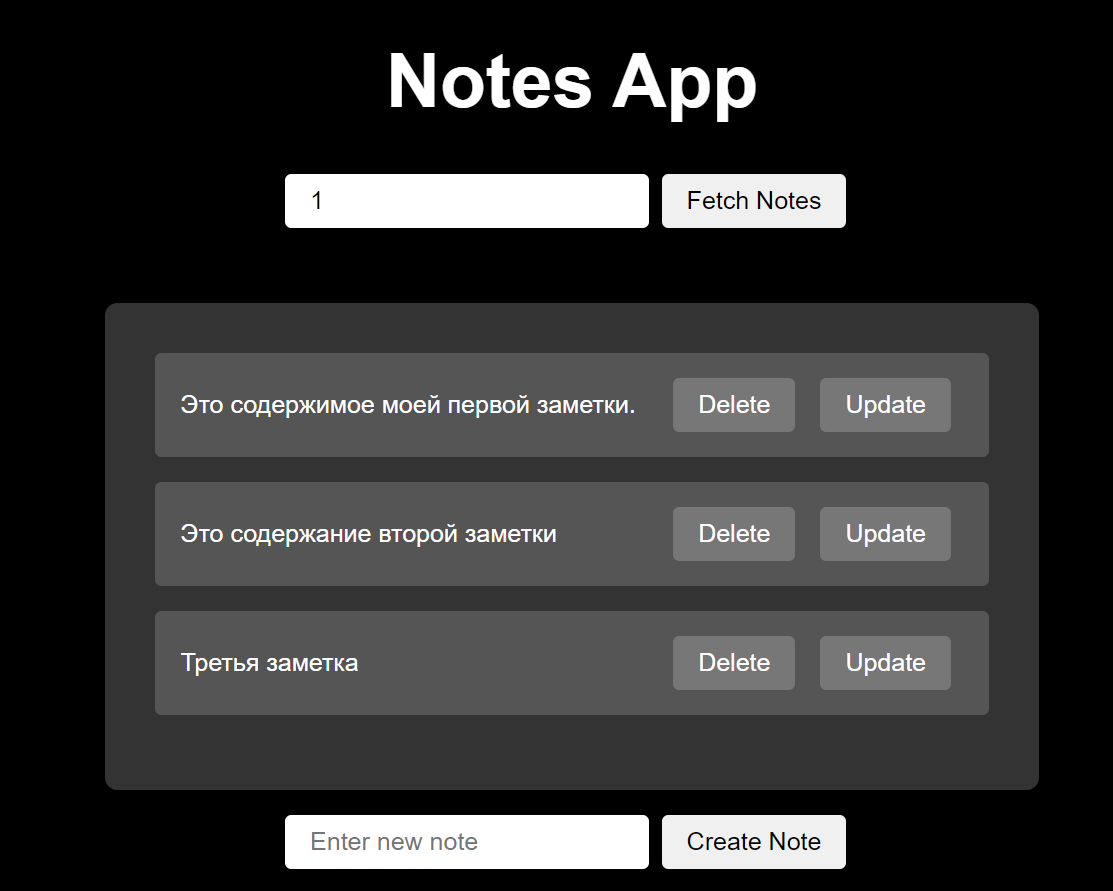 Notes App
1 Fetch Notes
Это содержимое моей первой заметки. Delete Update
Это содержание второй заметки Delete Update
Третья заметка Delete Update
Enter new note Create Note